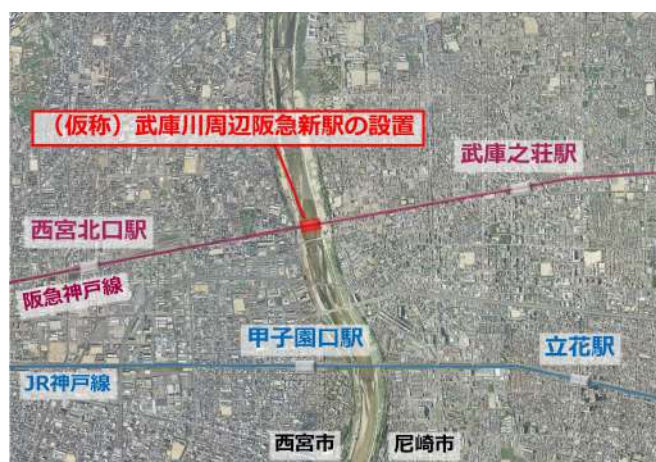 （仮称）武庫川周辺阪急新駅の設置
武庫之荘駅
西宮北口駅
阪急神戸線
甲子園口駅
立花駅
JR神戸線
西宮市
尼崎市